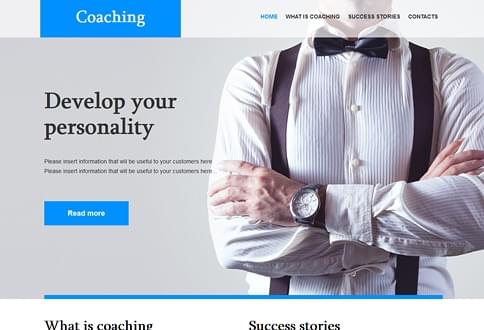 Coaching
HOME WHAT IS COACHING SUCCESS STORIES CONTACTS
Develop your
personality
Please insert information that will be useful to your customers here
Please insert information that will be useful to your customers here...
Read more
What is coaching
Success stories